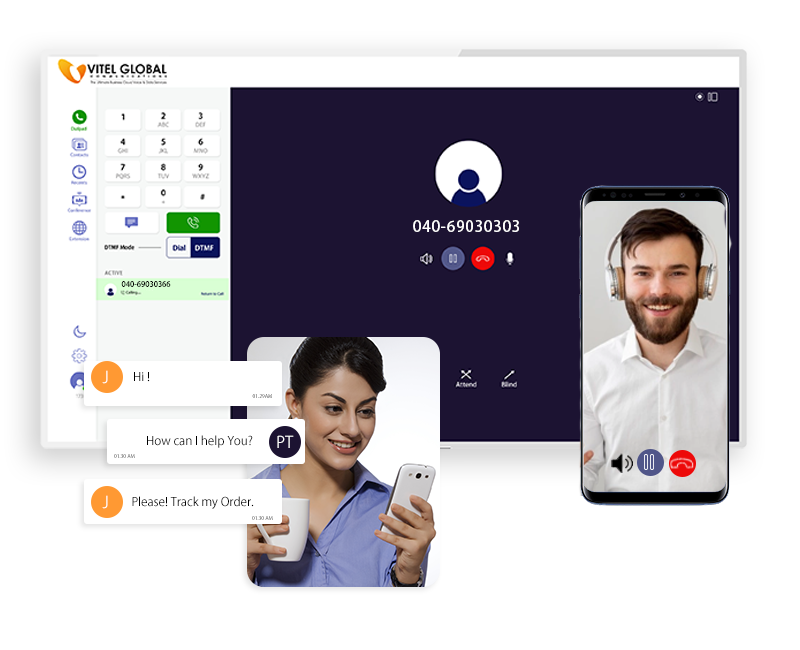 VITEL GLOBAL
COMMUNICATIONS
The Ultimate Business Cloud Voice & Data Services
Dialpad
Contacts
Recents
Conference
Extension
1
2
ABC
3
DEF
4
GHI
5
JKL
6
MNO
7
PQRS
8
TUV
9
WXYZ
*
0
+
#
DTMF Mode
Dial
DTMF
ACTIVE
040-69030366
Calling...
Return to Call
040-69030303
Attend
Blind
J
Hi !
01.29AM
How can I help You?
PT
01:30 AM
J
Please! Track my Order.
01:30 AM